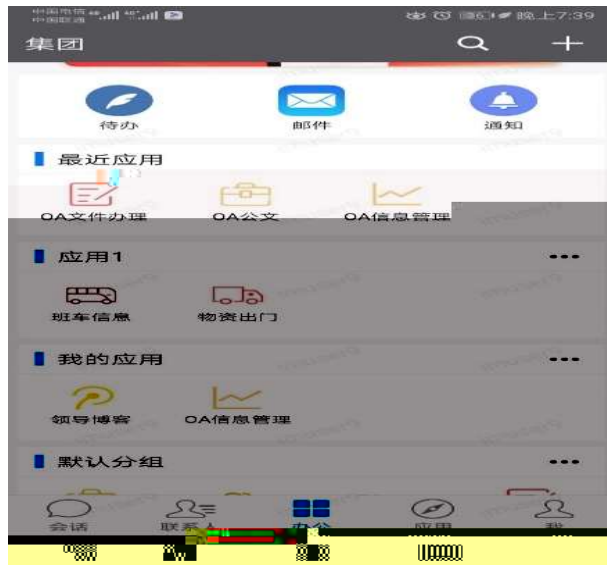 中国电信 中国联通 晚上7:39
集团
待办 邮件 通知
最近应用
OA文件办理 OA公文 OA信息管理
应用1
班车信息 物资出门
我的应用
领导博客 OA信息管理
默认分组
会话 联系人 办公 应用 我